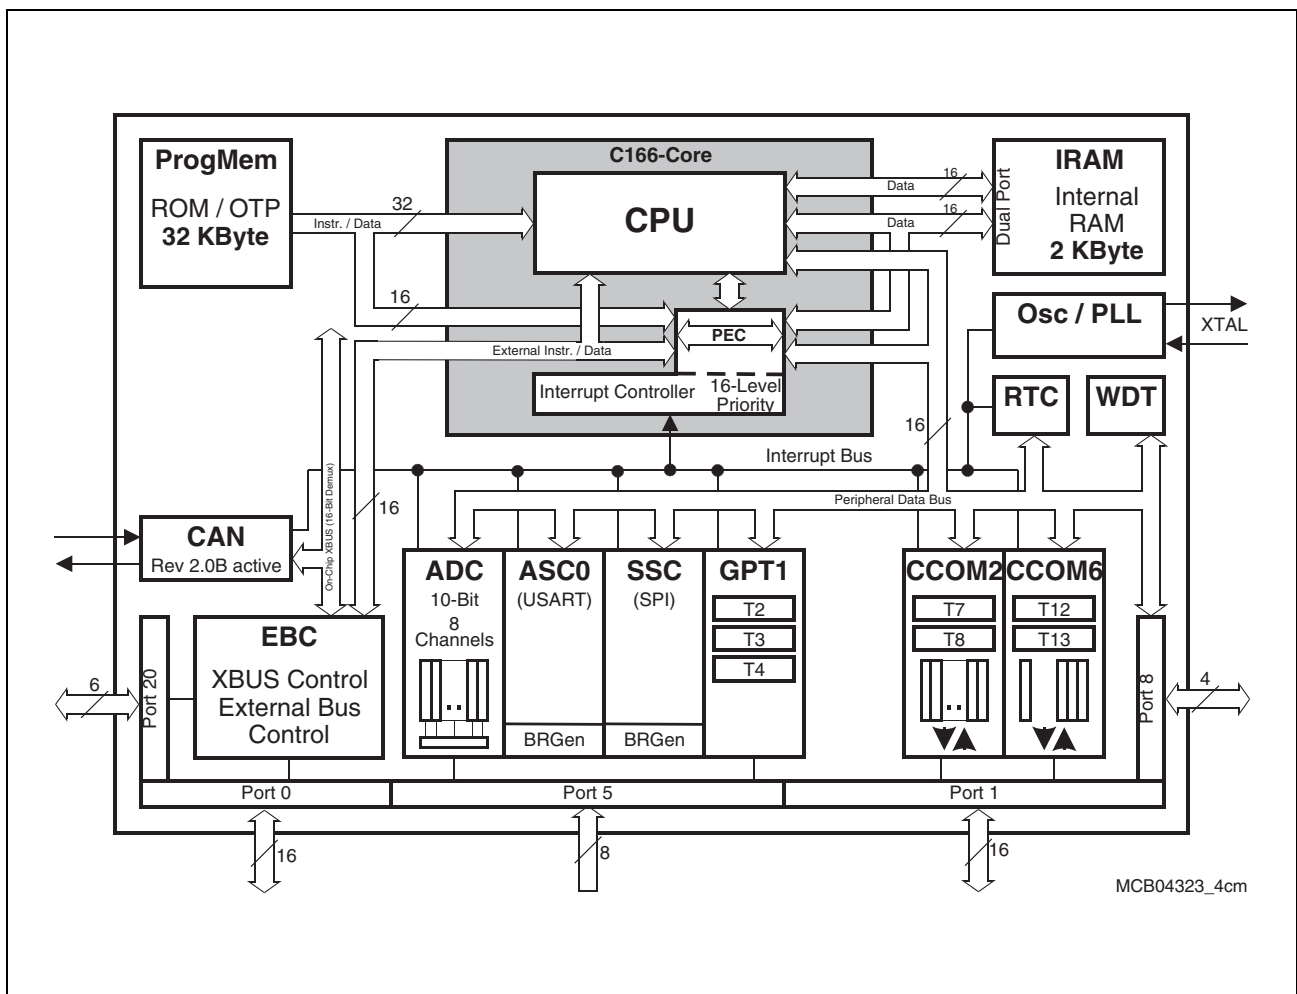 C166-Core
ProgMem
ROM / OTP
32 KByte
Instr. / Data
32
CPU
16
Data
16
Data
Dual Port
IRAM
Internal
RAM
2 KByte
16
External Instr. / Data
PEC
Interrupt Controller
16-Level
Priority
Osc / PLL
XTAL
RTC
WDT
16
Interrupt Bus
Peripheral Data Bus
On-Chip XBUS (16-Bit Demux)
16
CAN
Rev 2.0B active
EBC
XBUS Control
External Bus
Control
ADC
10-Bit
8
Channels
ASC0
(USART)
BRGen
SSC
(SPI)
BRGen
GPT1
T2
T3
T4
CCOM2
T7
T8
CCOM6
T12
T13
6
Port 20
Port 8
4
Port 0
Port 5
Port 1
16
8
16
MCB04323_4cm